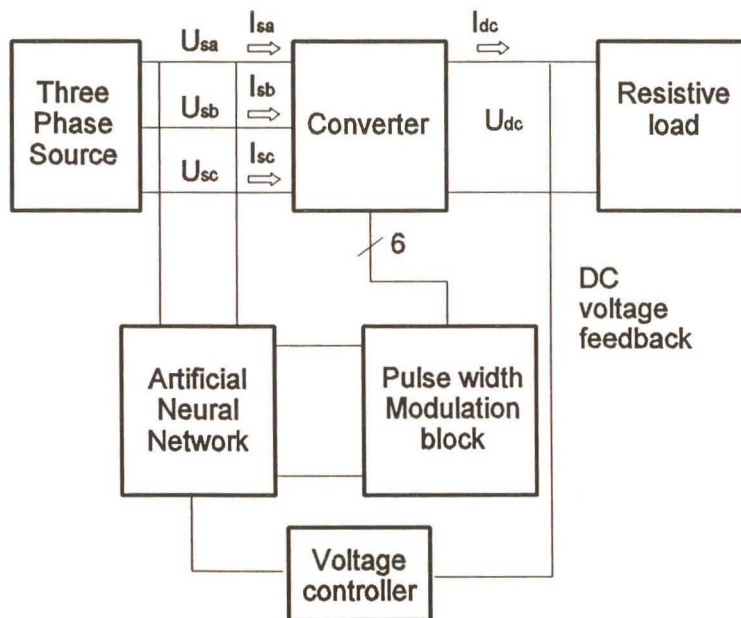 Three
Phase
Source
Usa
Isa
Usb
Isb
Usc
Isc
Converter
Idc
Udc
Resistive
load
6
DC
voltage
feedback
Artificial
Neural
Network
Pulse width
Modulation
block
Voltage
controller